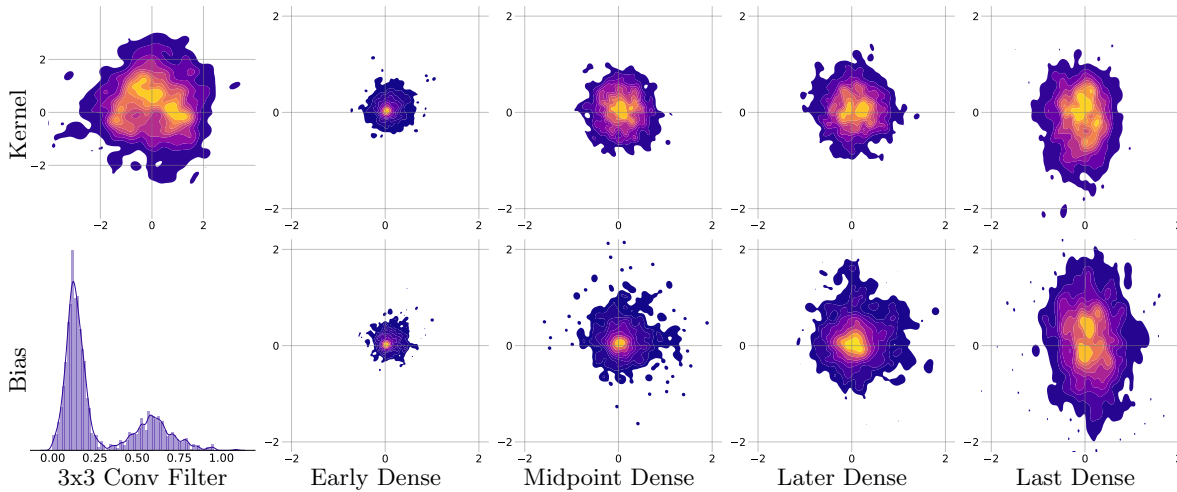 2 2 2 2
2
Kernel
0 0 0 0 0
−2
−2 −2 −2 −2
−2 0 2 −2 0 2 −2 0 2 −2 0 2 −2 0 2
2 2 2 2
0 0 0 0
Bias
−2 −2 −2 −2
0.00 0.25 0.50 0.75 1.00 −2 0 2 −2 0 2 −2 0 2 −2 0 2
3x3 Conv Filter Early Dense Midpoint Dense Later Dense Last Dense